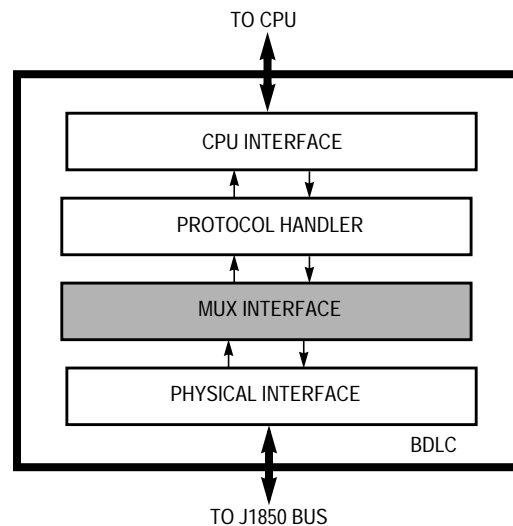 TO CPU
CPU INTERFACE
PROTOCOL HANDLER
MUX INTERFACE
PHYSICAL INTERFACE
BDLC
TO J1850 BUS